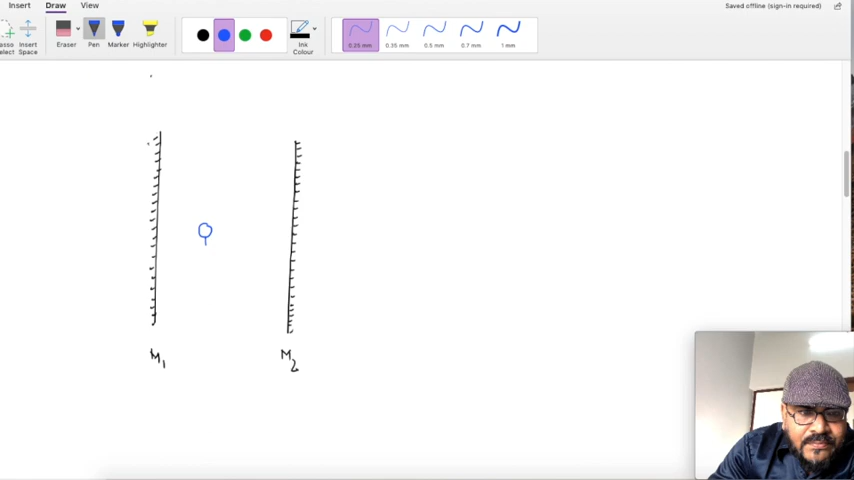 Insert Draw View
Saved offline (sign-in required)
Eraser
Pen
Marker
Highlighter
Select
Insert
Space
Ink
Colour
0.25 mm
0.35 mm
0.5 mm
0.7 mm
1 mm
M1
M2